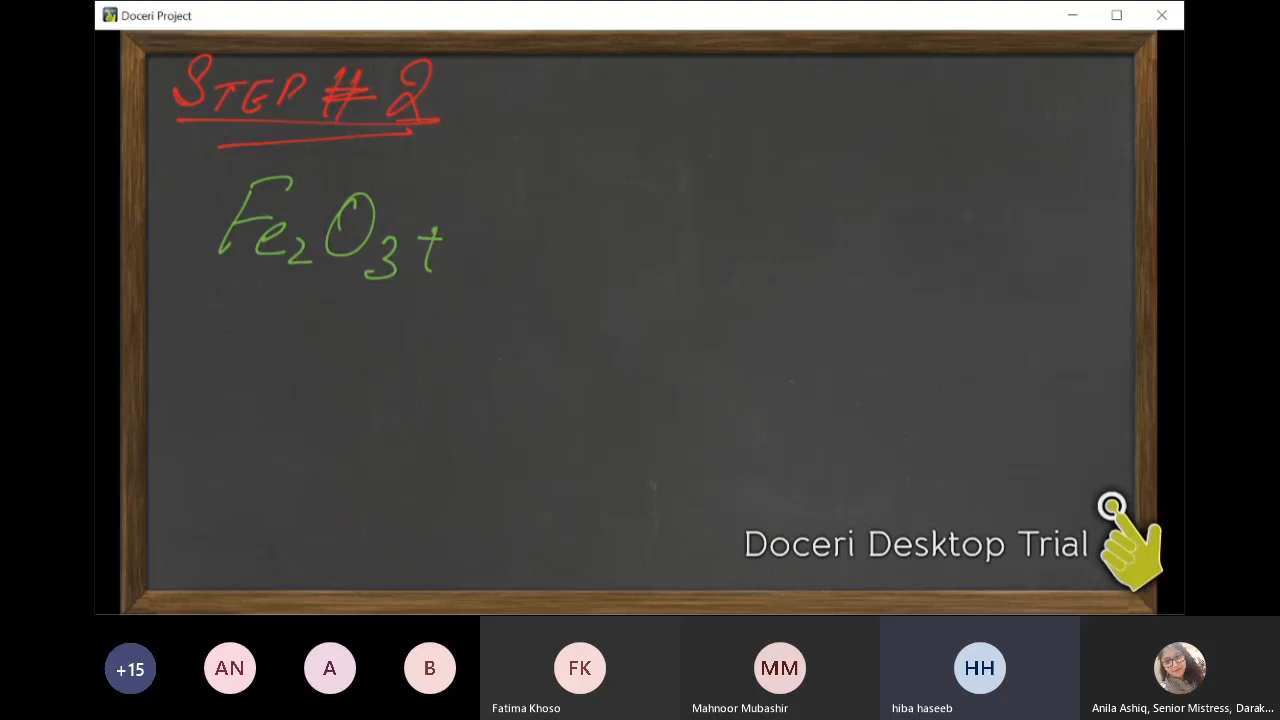 Doceri Project
STEP # 2
Fe₂O₃ +
Doceri Desktop Trial
+15
AN
A
B
FK
MM
HH
Fatima Khoso
Mahnoor Mubashir
hiba haseeb
Anila Ashiq, Senior Mistress, Darak...